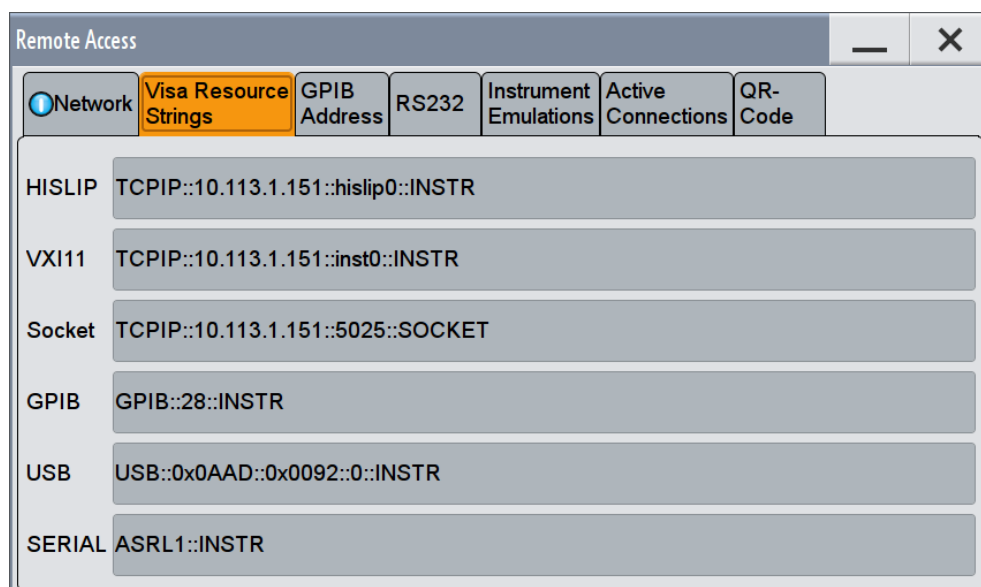 Remote Access
Network
Visa Resource
Strings
GPIB
Address
RS232
Instrument
Emulations
Active
Connections
QR-
Code
HISLIP TCPIP::10.113.1.151::hislip0::INSTR
VXI11 TCPIP::10.113.1.151::inst0::INSTR
Socket TCPIP::10.113.1.151::5025::SOCKET
GPIB GPIB::28::INSTR
USB USB::0x0AAD::0x0092::0::INSTR
SERIAL ASRL1::INSTR